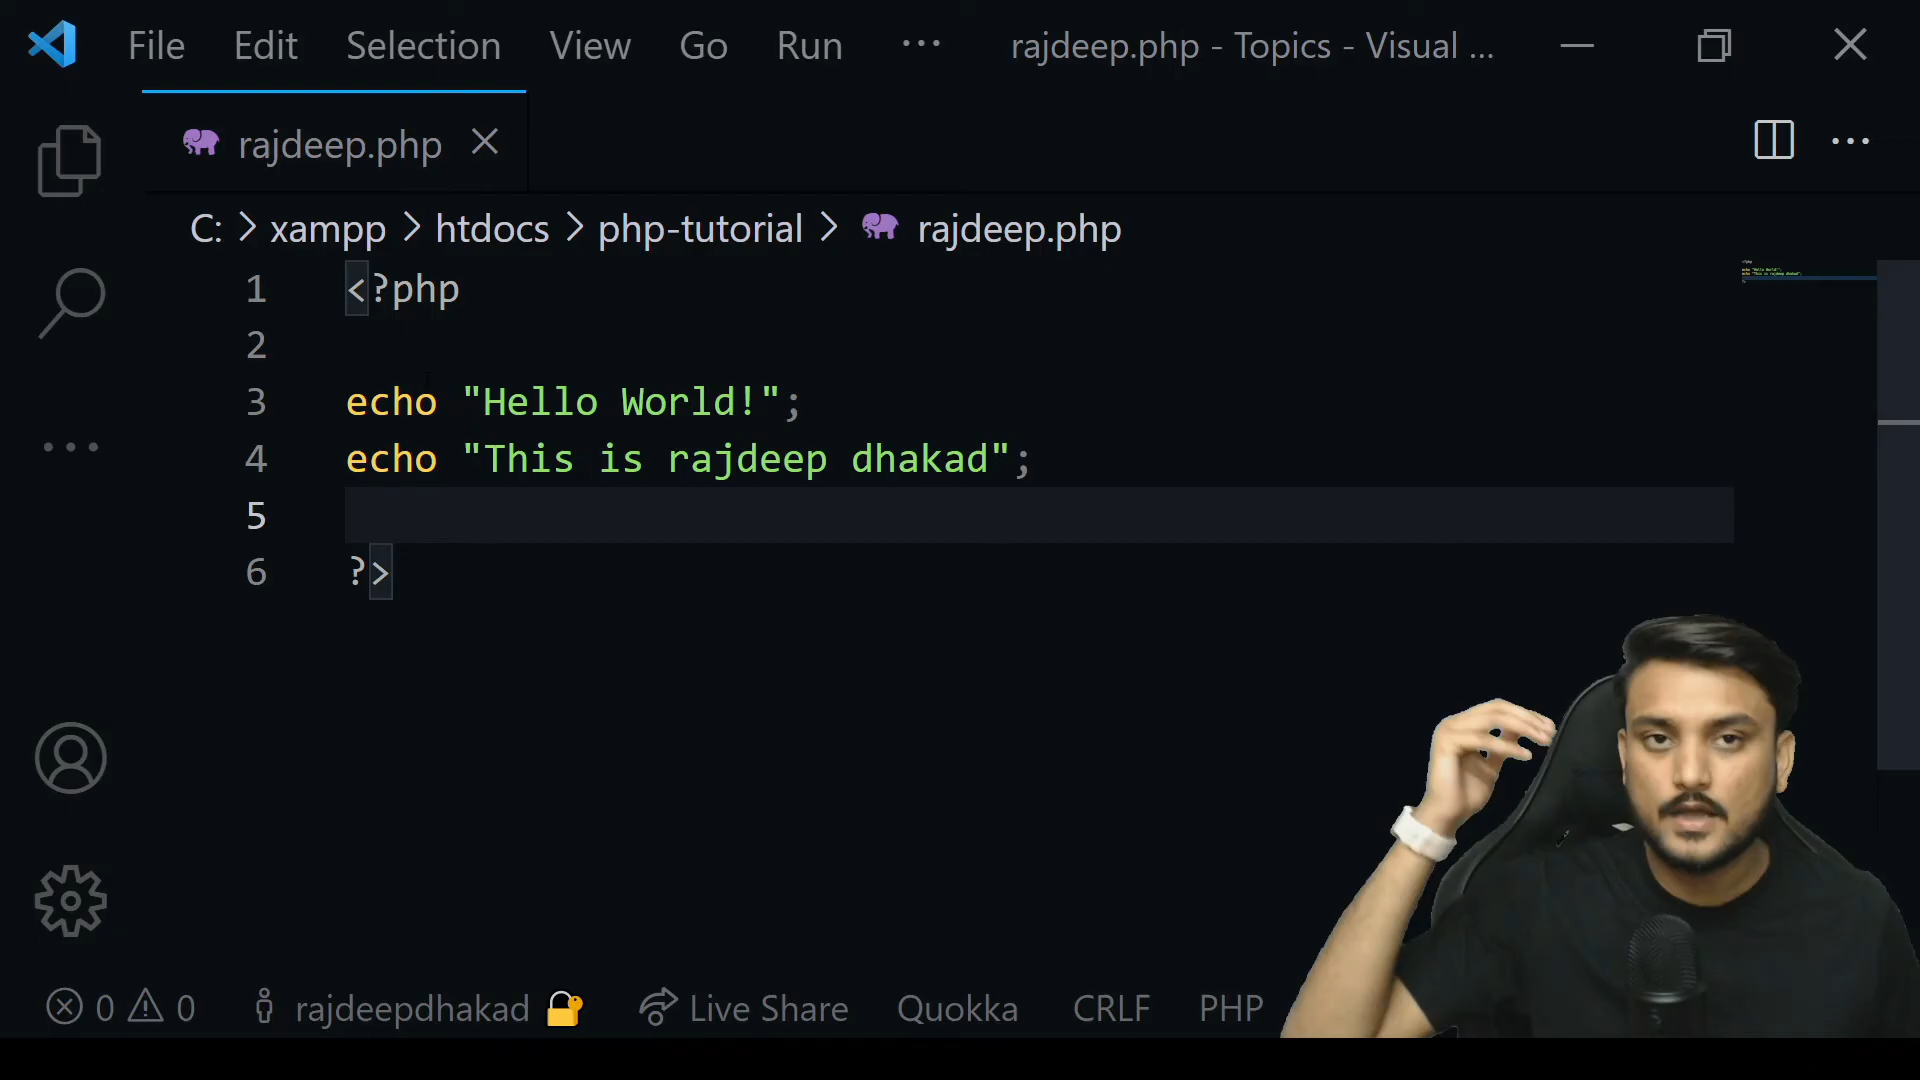 File Edit Selection View Go Run ··· rajdeep.php - Topics - Visual ...
rajdeep.php
C: > xampp > htdocs > php-tutorial > rajdeep.php
1 <?php
2
3 echo "Hello World!";
4 echo "This is rajdeep dhakad";
5
6 ?>
0 0 rajdeepdhakad Live Share Quokka CRLF PHP